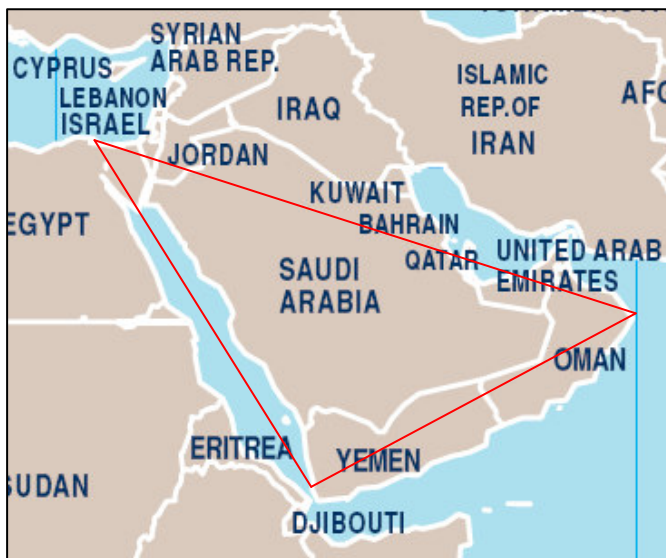 SYRIAN
ARAB REP.
CYPRUS
LEBANON
ISRAEL
ISLAMIC
REP.OF
IRAN
AFG
IRAQ
JORDAN
KUWAIT
BAHRAIN
QATAR
UNITED ARAB
EMIRATES
EGYPT
SAUDI
ARABIA
OMAN
ERITREA
YEMEN
SUDAN
DJIBOUTI